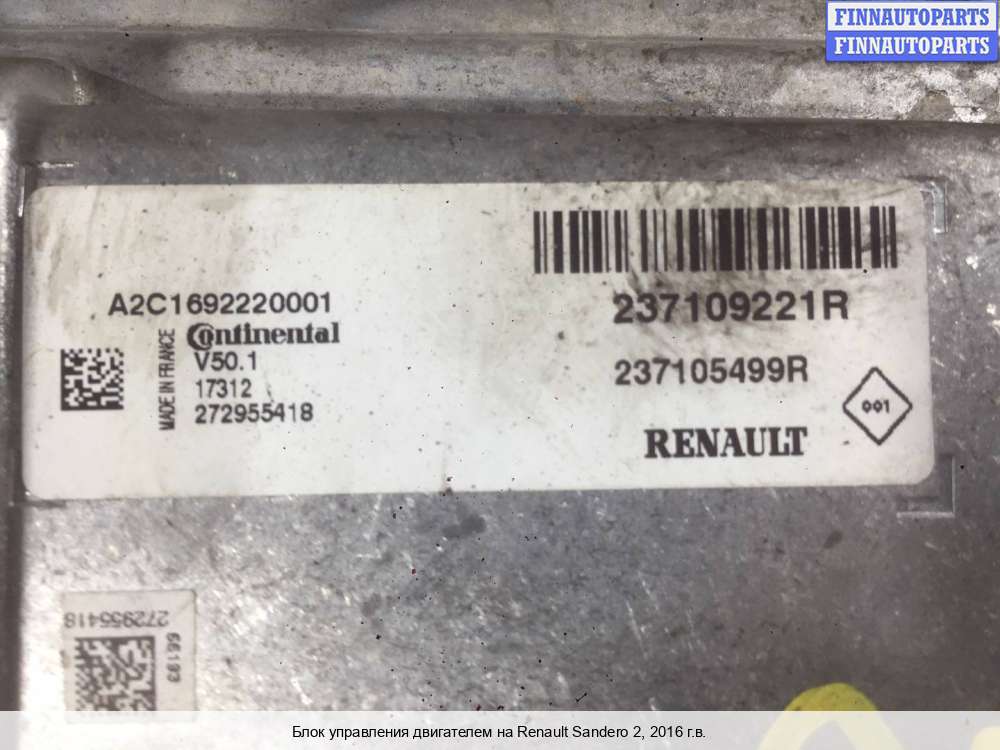 FINNAUTOPARTS
FINNAUTOPARTS
A2C1692220001
Continental
V50.1
17312
272955418
MADE IN FRANCE
237109221R
237105499R
001
RENAULT
272955418
66193
Блок управления двигателем на Renault Sandero 2, 2016 г.в.